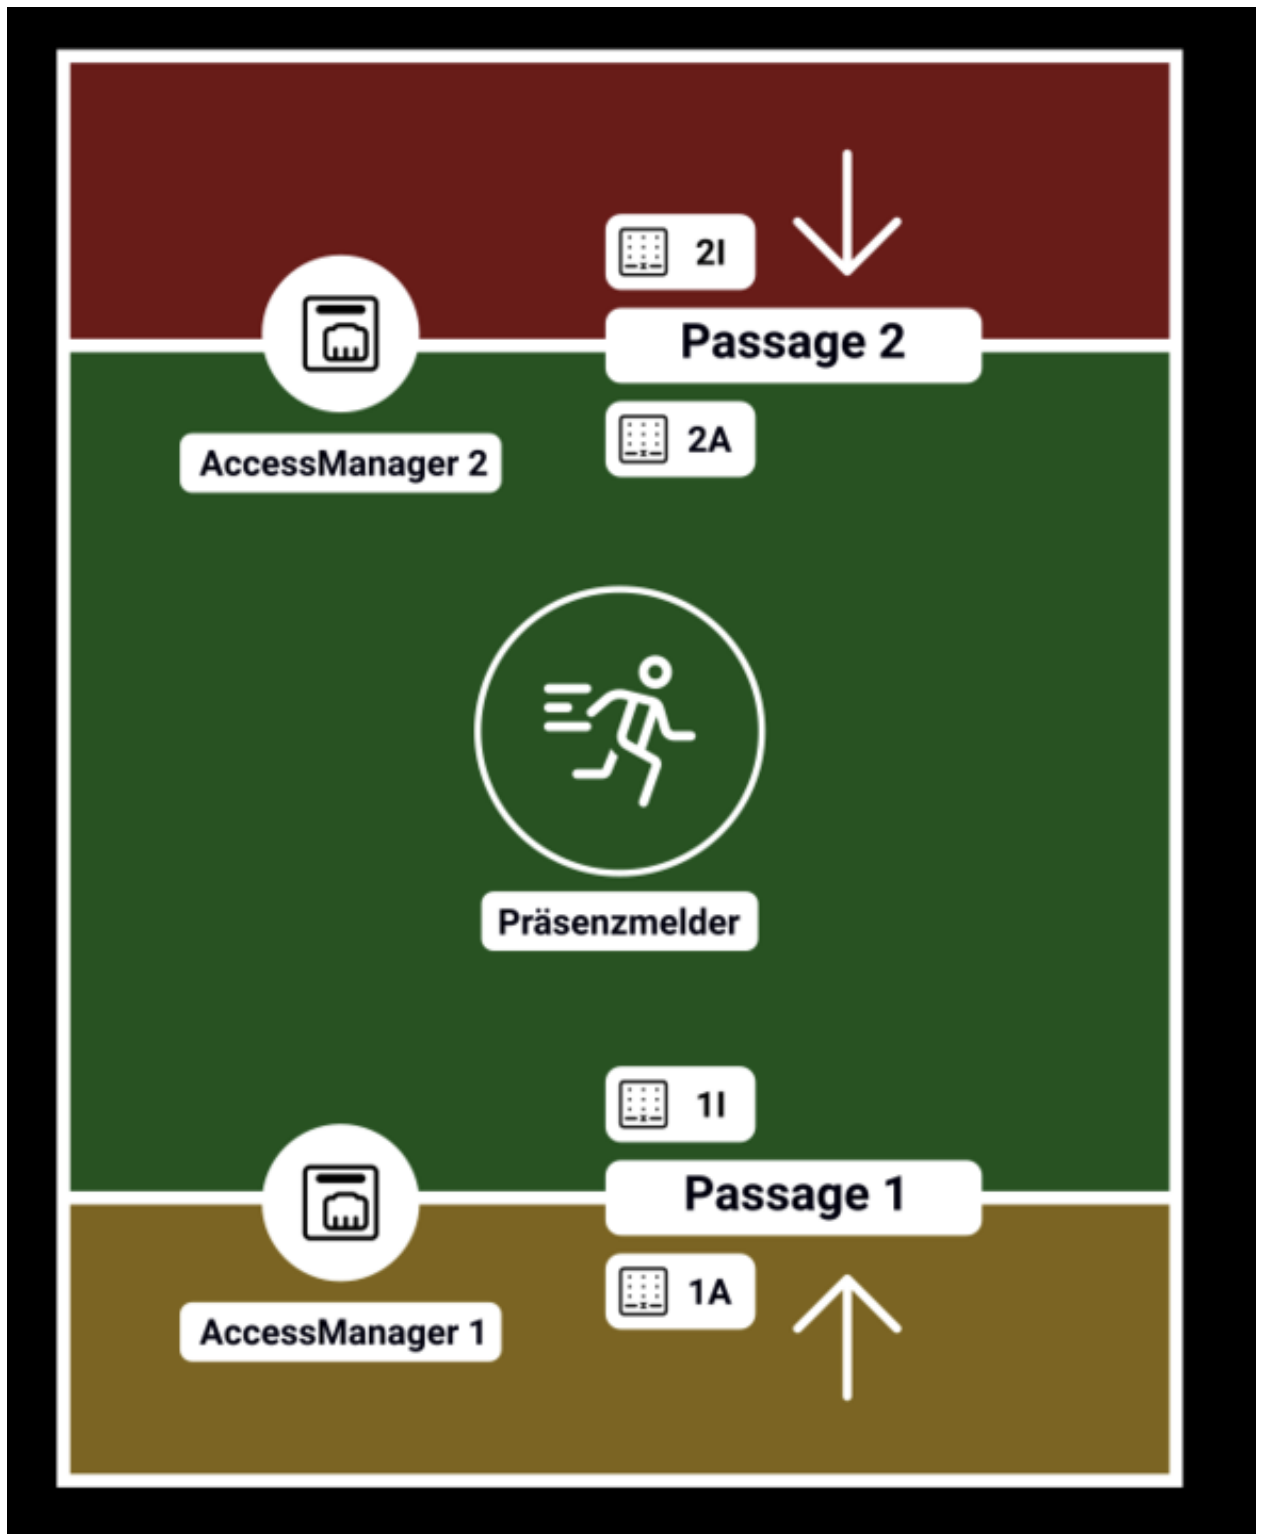 2I
Passage 2
2A
AccessManager 2
Präsenzmelder
1I
Passage 1
1A
AccessManager 1